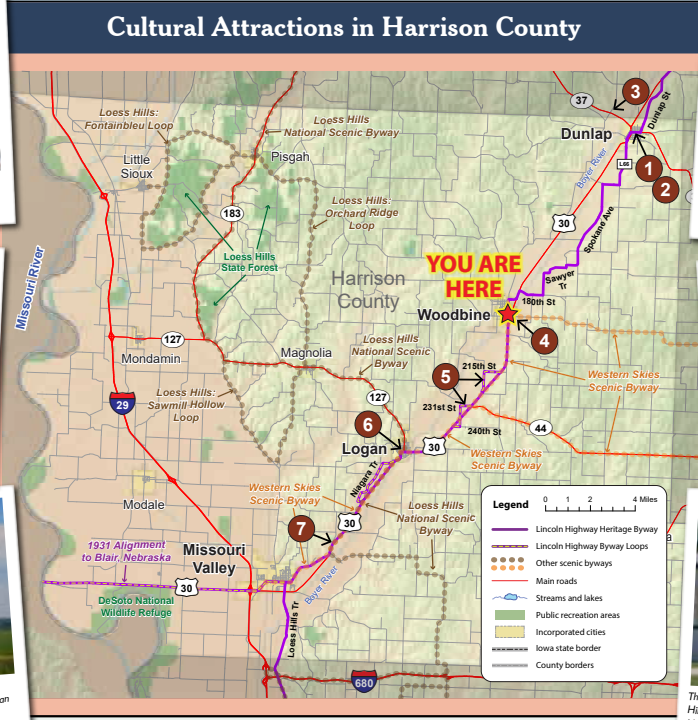 Cultural Attractions in Harrison County
Loess Hills:
Fontainbleu Loop
Loess Hills
National Scenic Byway
37
3
Dunlap St
Dunlap
Little
Sioux
Pisgah
Boyer River
L66
1
2
183
Loess Hills:
Orchard Ridge
Loop
30
Spokane Ave
Loess Hills
State Forest
Missouri River
Harrison
County
YOU ARE
HERE
Sawyer
Tr
180th St
Woodbine
4
127
Mondamin
Magnolia
Loess Hills
National Scenic
Byway
5
215th St
Western Skies
Scenic Byway
Loess Hills:
Sawmill Hollow
Loop
29
127
231st St
6
240th St
44
Logan
30
Western Skies
Scenic Byway
Niagara Tr
Western Skies
Scenic Byway
Loess Hills
National Scenic
Byway
Modale
7
30
1931 Alignment
to Blair, Nebraska
Missouri
Valley
30
Boyer River
DeSoto National
Wildlife Refuge
Loess Hills Tr
680
Legend
0 1 2 4 Miles
Lincoln Highway Heritage Byway
Lincoln Highway Byway Loops
Other scenic byways
Main roads
Streams and lakes
Public recreation areas
Incorporated cities
Iowa state border
County borders
an
Th
Hi